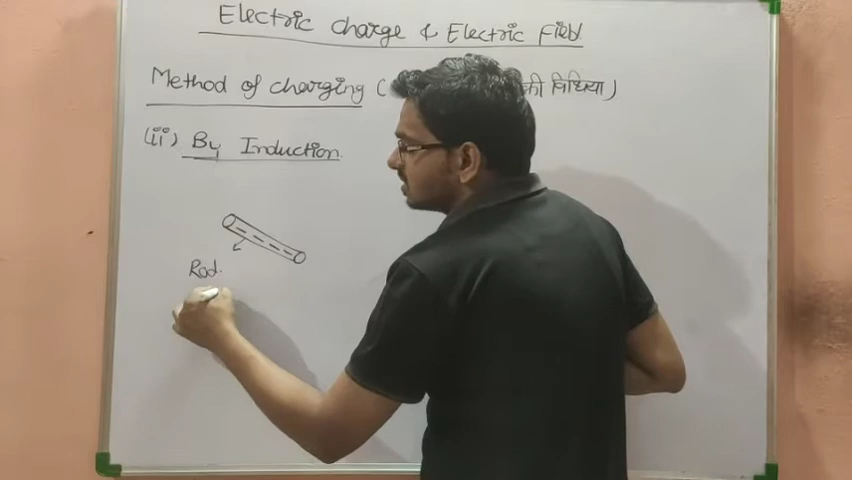 Electric charge & Electric Field
Method of charging ( की विधिया)
(ii) By Induction.
Rod.